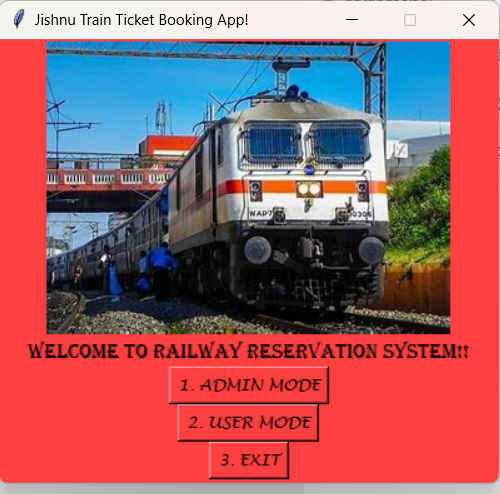 Jishnu Train Ticket Booking App!
WAP7 30306
WELCOME TO RAILWAY RESERVATION SYSTEM!!
1. ADMIN MODE
2. USER MODE
3. EXIT